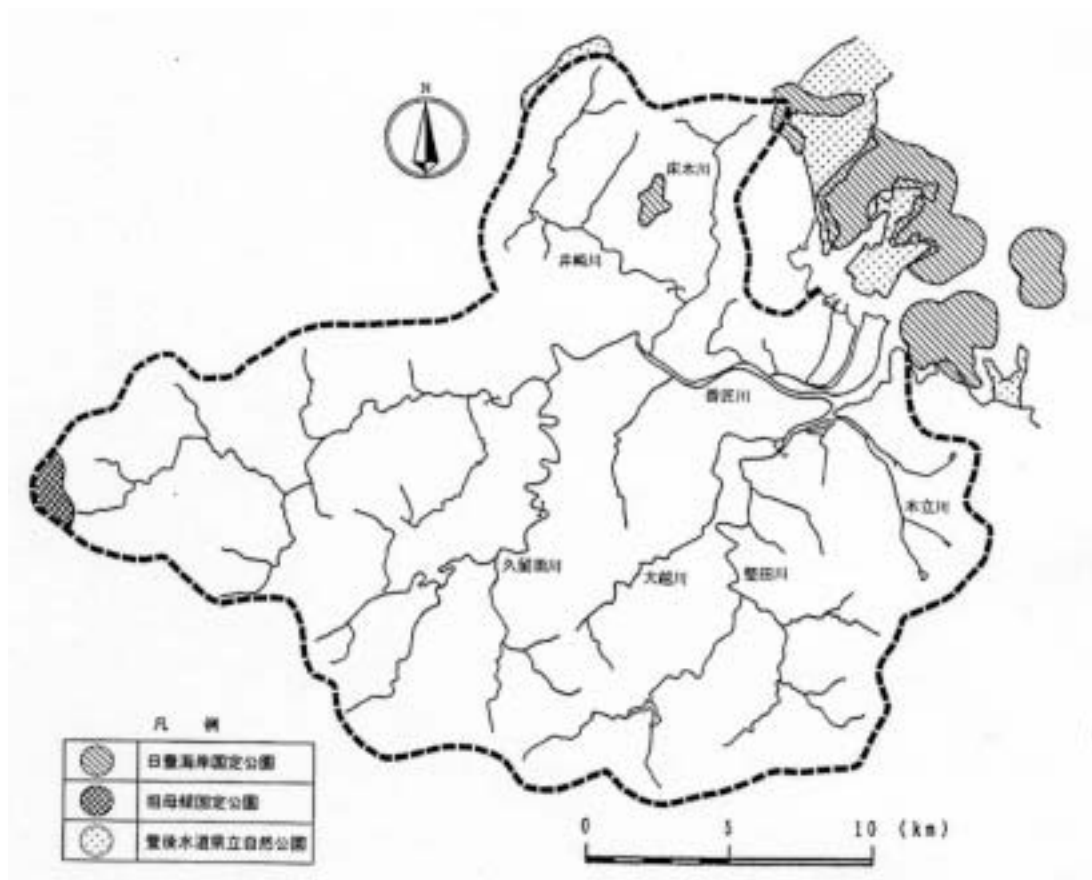 N
床木川
井崎川
番匠川
木立川
久留須川
大越川
堅田川
凡 例
日豊海岸国定公園
祖母傾国定公園
豊後水道県立自然公園
0 5 10 (km)